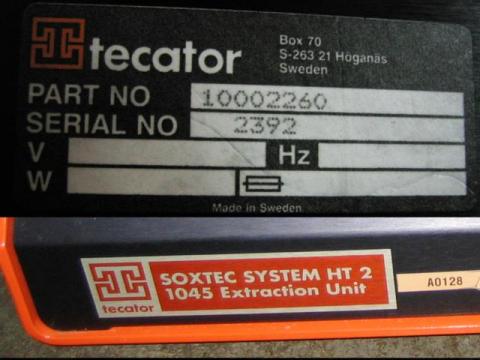 tecator
Box 70
S-263 21 Höganäs
Sweden
PART NO 10002260
SERIAL NO 2392
V Hz
W
Made in Sweden.
SOXTEC SYSTEM HT 2
1045 Extraction Unit
tecator
A0128